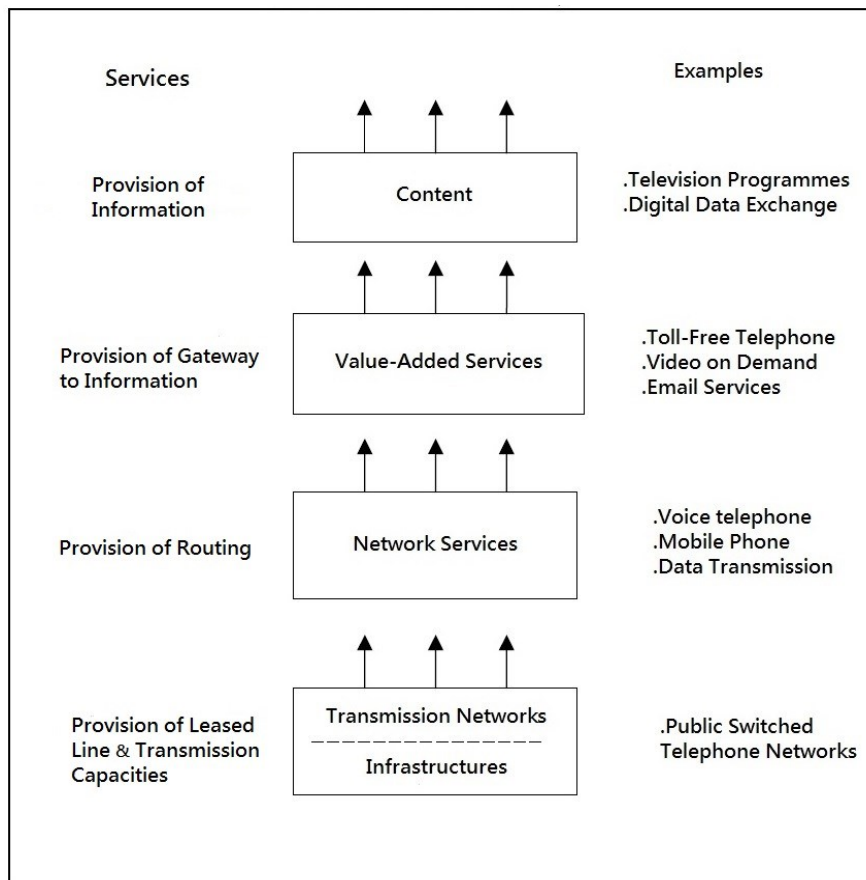 Services
Examples
Provision of
Information
Content
.Television Programmes
.Digital Data Exchange
Provision of Gateway
to Information
Value-Added Services
.Toll-Free Telephone
.Video on Demand
.Email Services
Provision of Routing
Network Services
.Voice telephone
.Mobile Phone
.Data Transmission
Provision of Leased
Line & Transmission
Capacities
Transmission Networks
Infrastructures
.Public Switched
Telephone Networks